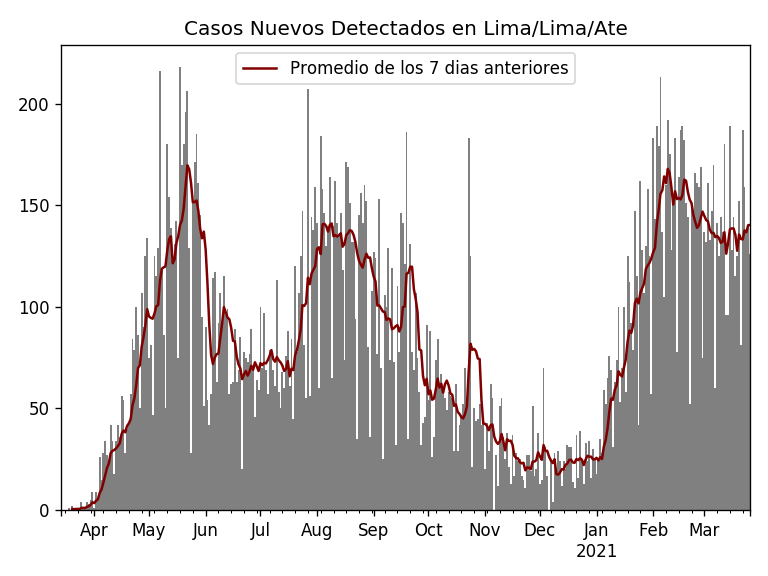 Casos Nuevos Detectados en Lima/Lima/Ate
Promedio de los 7 dias anteriores
200
150
100
50
0
Apr May Jun Jul Aug Sep Oct Nov Dec Jan Feb Mar
2021